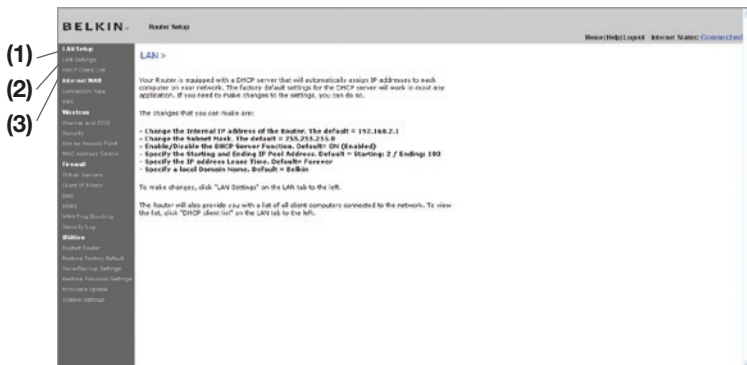 BELKIN
Router Setup
Home|Help|Logout Internet Status: Connected
(1)
(2)
(3)
LAN Setup
LAN Settings
DHCP Client List
Internet WAN
Connection Type
DNS
Wireless
Channel and SSID
Security
Use as Access Point
MAC Address Control
Firewall
Virtual Servers
Client IP Filters
DMZ
DDNS
WAN Ping Blocking
Security Log
Utilities
Restart Router
Restore Factory Default
Save/Backup Settings
Restore Previous Settings
Firmware Update
System Settings
LAN >
Your Router is equipped with a DHCP server that will automatically assign IP addresses to each
computer on your network. The factory default settings for the DHCP server will work in most any
application. If you need to make changes to the settings, you can do so.
The changes that you can make are:
- Change the Internal IP address of the Router. The default = 192.168.2.1
- Change the Subnet Mask. The default = 255.255.255.0
- Enable/Disable the DHCP Server Function. Default= ON (Enabled)
- Specify the Starting and Ending IP Pool Address. Default = Starting: 2 / Ending: 100
- Specify the IP address Lease Time. Default= Forever
- Specify a local Domain Name. Default = Belkin
To make changes, click "LAN Settings" on the LAN tab to the left.
The Router will also provide you with a list of all client computers connected to the network. To view
the list, click "DHCP client list" on the LAN tab to the left.